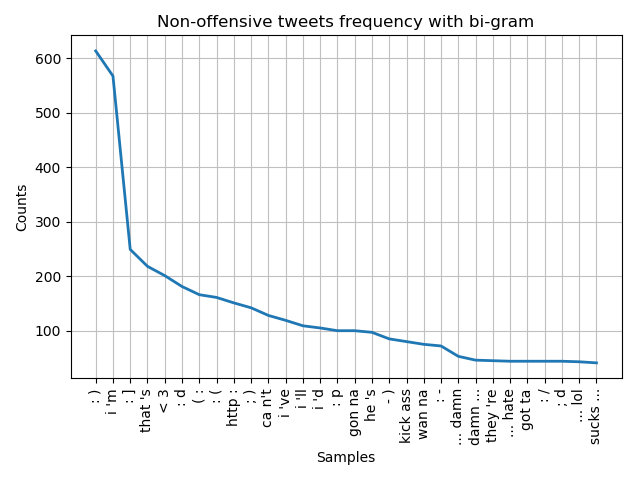 Non-offensive tweets frequency with bi-gram
600
500
400
300
200
100
Counts
: )
i 'm
: ]
that 's
< 3
: d
( :
: (
http :
; )
ca n't
i 've
i 'll
i 'd
: p
gon na
he 's
- )
kick ass
wan na
: -
... damn
damn ...
they 're
... hate
got ta
: /
; d
... lol
sucks ...
Samples